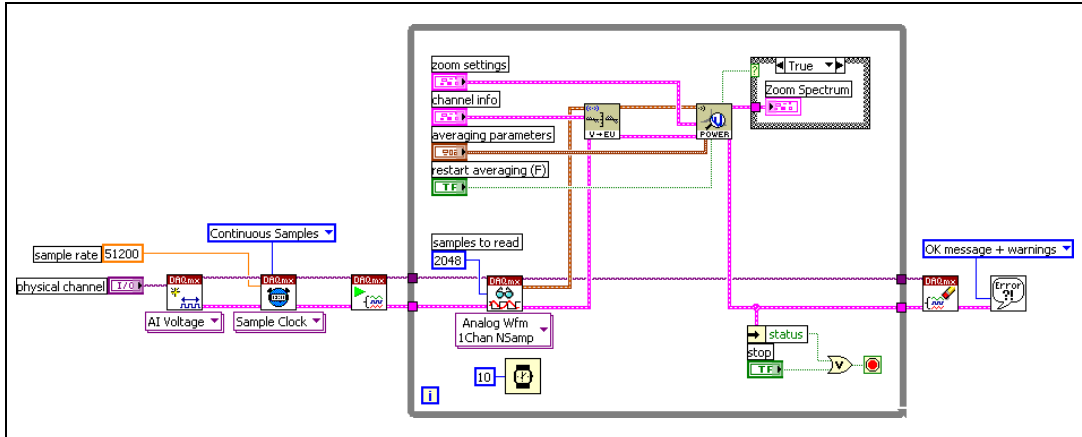 zoom settings
channel info
averaging parameters
restart averaging (F)
TF
V→EU
POWER
?
True
Zoom Spectrum
Continuous Samples
sample rate 51200
physical channel I/O
DAQmx
AI Voltage
DAQmx
Sample Clock
DAQmx
samples to read
2048
DAQmx
Analog Wfm
1Chan NSamp
10
i
status
stop
TF
V
OK message + warnings
DAQmx
Error
?!